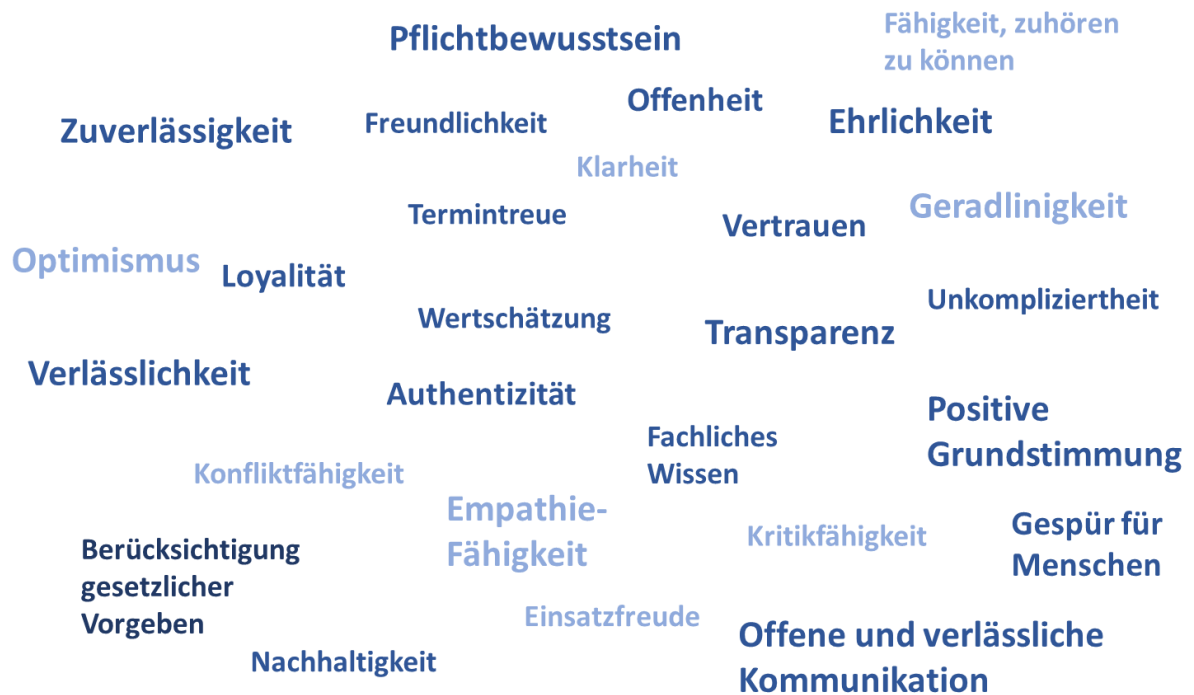 Pflichtbewusstsein
Fähigkeit, zuhören
zu können
Offenheit
Zuverlässigkeit
Freundlichkeit
Ehrlichkeit
Klarheit
Termintreue
Vertrauen
Geradlinigkeit
Optimismus
Loyalität
Unkompliziertheit
Wertschätzung
Transparenz
Verlässlichkeit
Authentizität
Positive
Grundstimmung
Fachliches
Wissen
Konfliktfähigkeit
Empathie-
Fähigkeit
Kritikfähigkeit
Gespür für
Menschen
Berücksichtigung
gesetzlicher
Vorgeben
Einsatzfreude
Offene und verlässliche
Kommunikation
Nachhaltigkeit